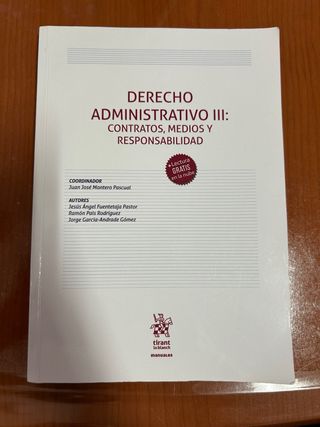 DERECHO
ADMINISTRATIVO III:
CONTRATOS, MEDIOS Y
RESPONSABILIDAD
+Lectura
GRATIS
en la nube
COORDINADOR
Juan José Montero Pascual
AUTORES
Jesús Ángel Fuentetaja Pastor
Ramón Pais Rodríguez
Jorge García-Andrade Gómez
tirant
lo blanch
manuales